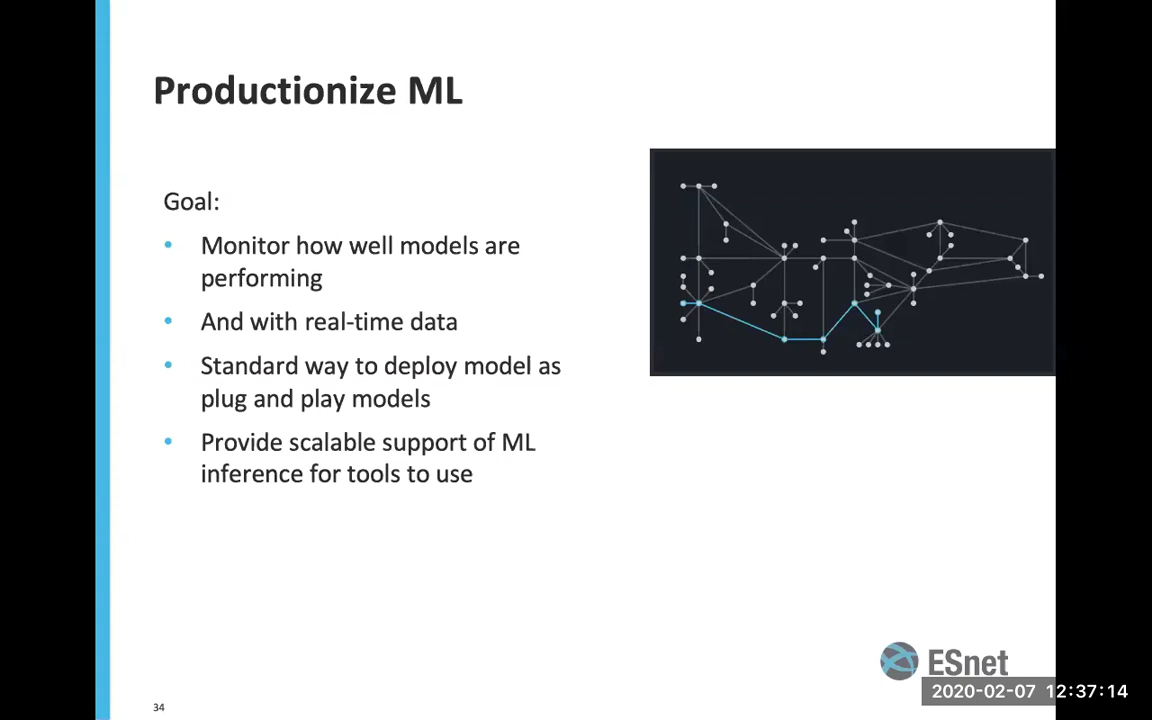 Productionize ML
Goal:
• Monitor how well models are
performing
• And with real-time data
• Standard way to deploy model as
plug and play models
• Provide scalable support of ML
inference for tools to use
ESnet
2020-02-07 12:37:14
34